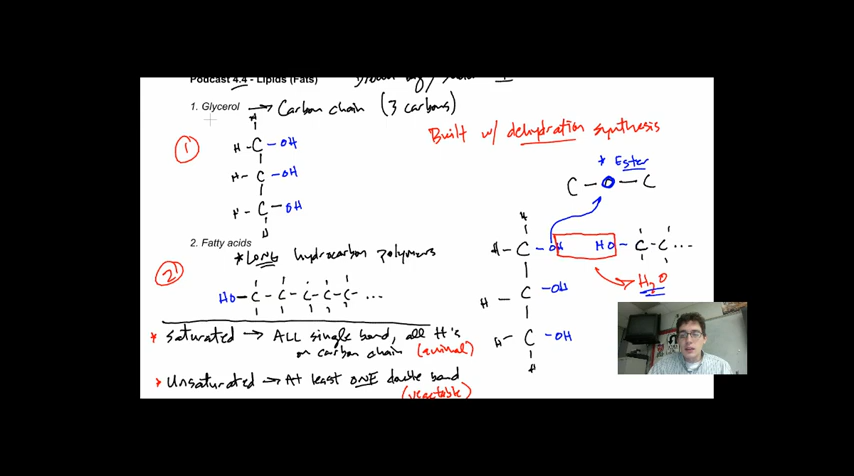 Podcast 4.4 - Lipids (Fats)
1. Glycerol → Carbon chain (3 carbons)
Built w/ dehydration synthesis
1
H
H - C - OH
H - C - OH
H - C - OH
H
* Ester
C - O - C
2. Fatty acids
* LONG hydrocarbon polymers
2
HO - C - C - C - C - C - ...
H
H - C - OH HO - C - C ...
H C - OH
H - C - OH
H
H2O
* Saturated → ALL single bond, all H's
on carbon chain (animal)
* Unsaturated → At least ONE double bond
(vegetable)